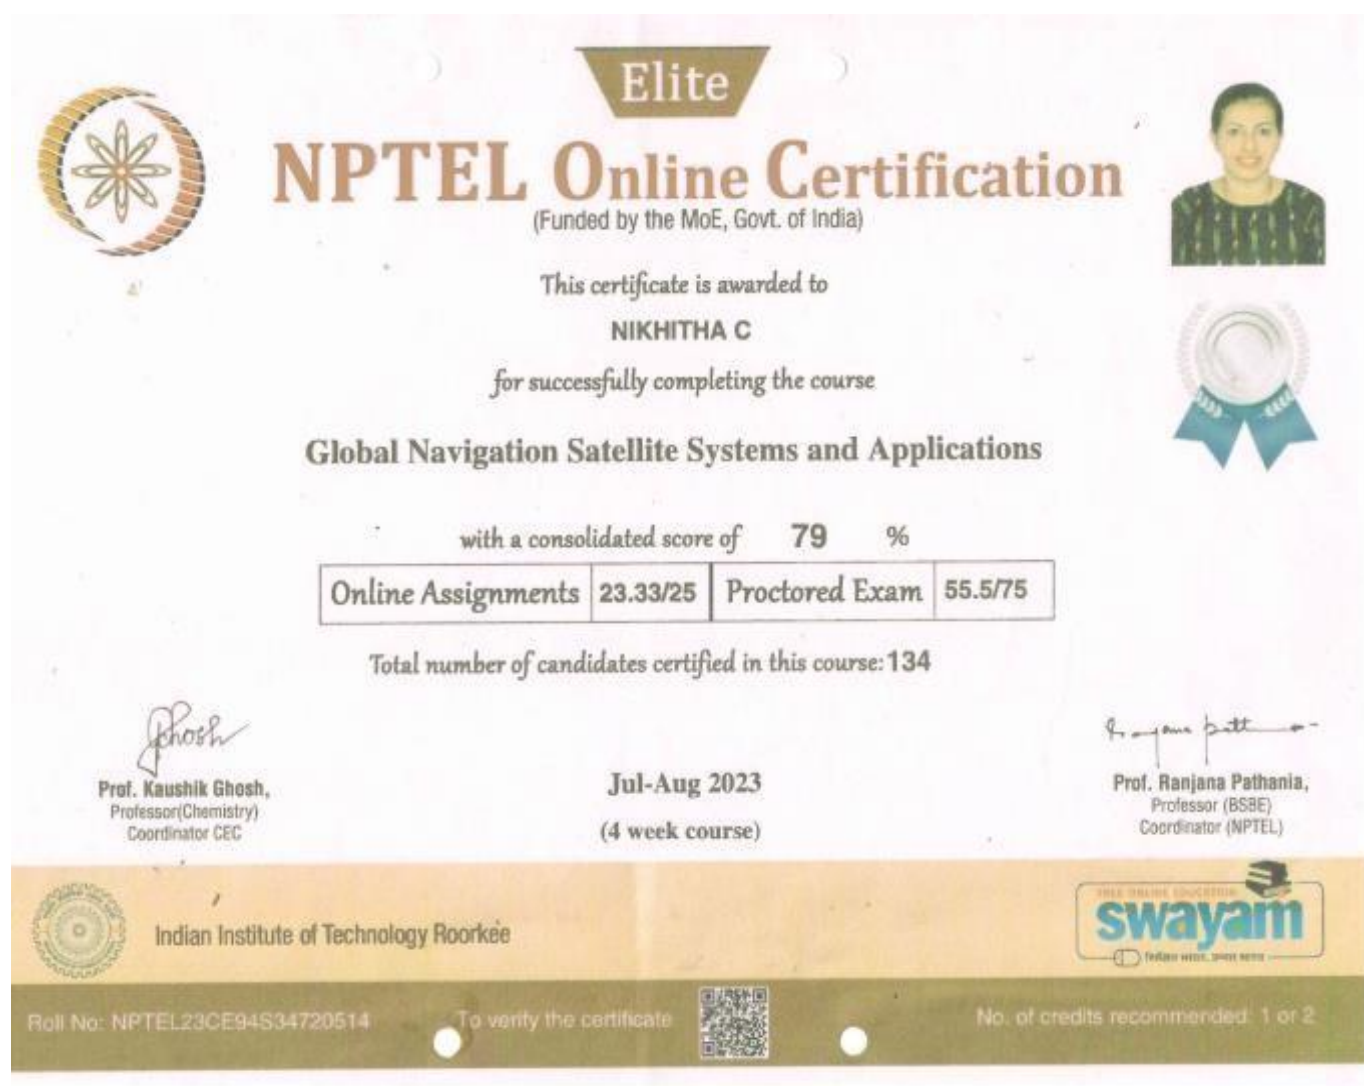 Elite
NPTEL Online Certification
(Funded by the MoE, Govt. of India)
This certificate is awarded to
NIKHITHA C
for successfully completing the course
Global Navigation Satellite Systems and Applications
with a consolidated score of 79 %
Online Assignments 23.33/25 Proctored Exam 55.5/75
Total number of candidates certified in this course: 134
Ghosh
Prof. Kaushik Ghosh,
Professor(Chemistry)
Coordinator CEC
Jul-Aug 2023
(4 week course)
Prof. Ranjana Pathania,
Professor (BSBE)
Coordinator (NPTEL)
Indian Institute of Technology Roorkee
FREE ONLINE EDUCATION
swayam
Roll No: NPTEL23CE94S34720514
To verify the certificate
No. of credits recommended: 1 or 2